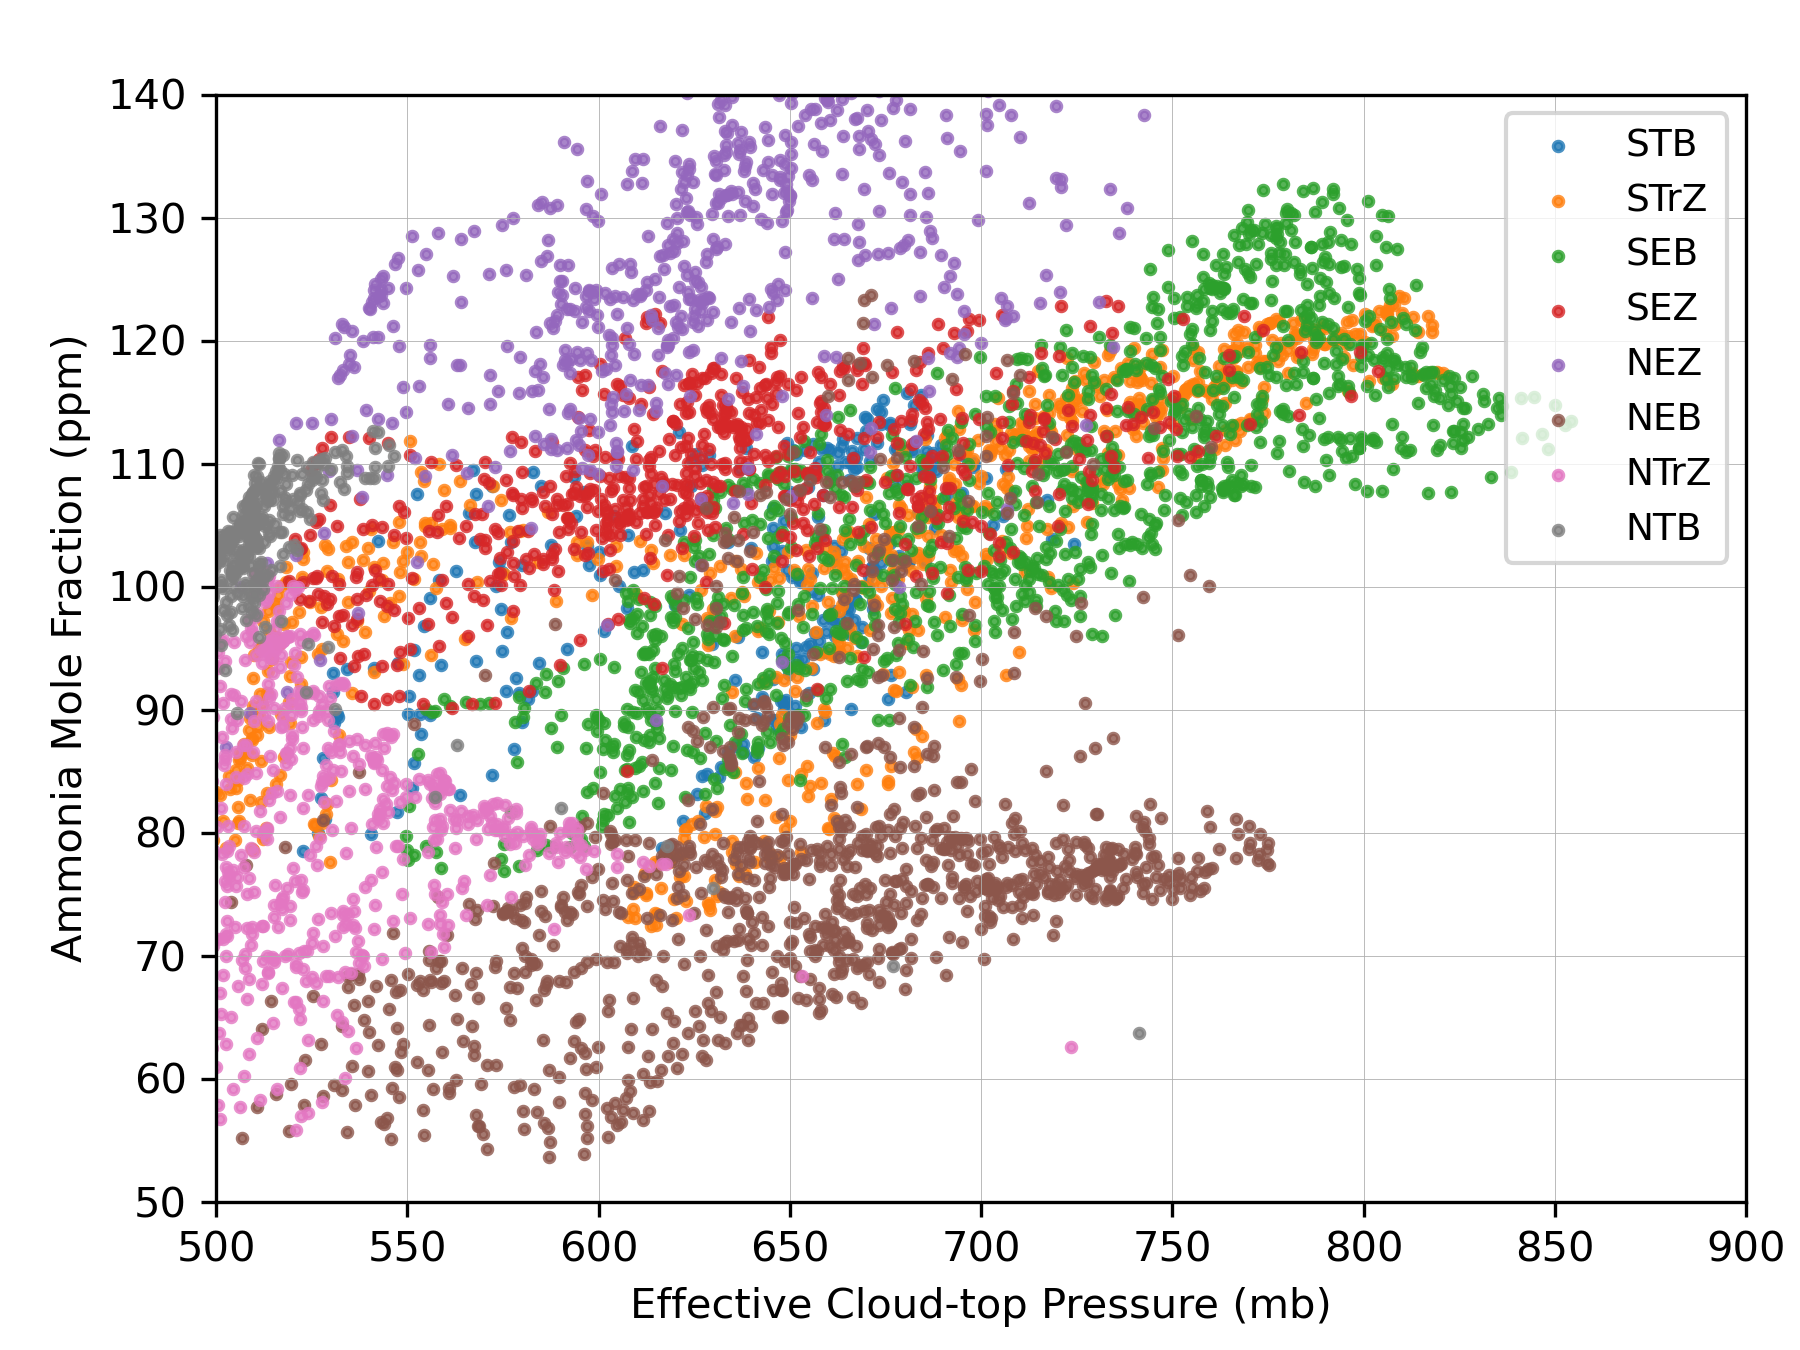 140
130
120
110
100
90
80
70
60
50
Ammonia Mole Fraction (ppm)
STB
STrZ
SEB
SEZ
NEZ
NEB
NTrZ
NTB
500 550 600 650 700 750 800 850 900
Effective Cloud-top Pressure (mb)